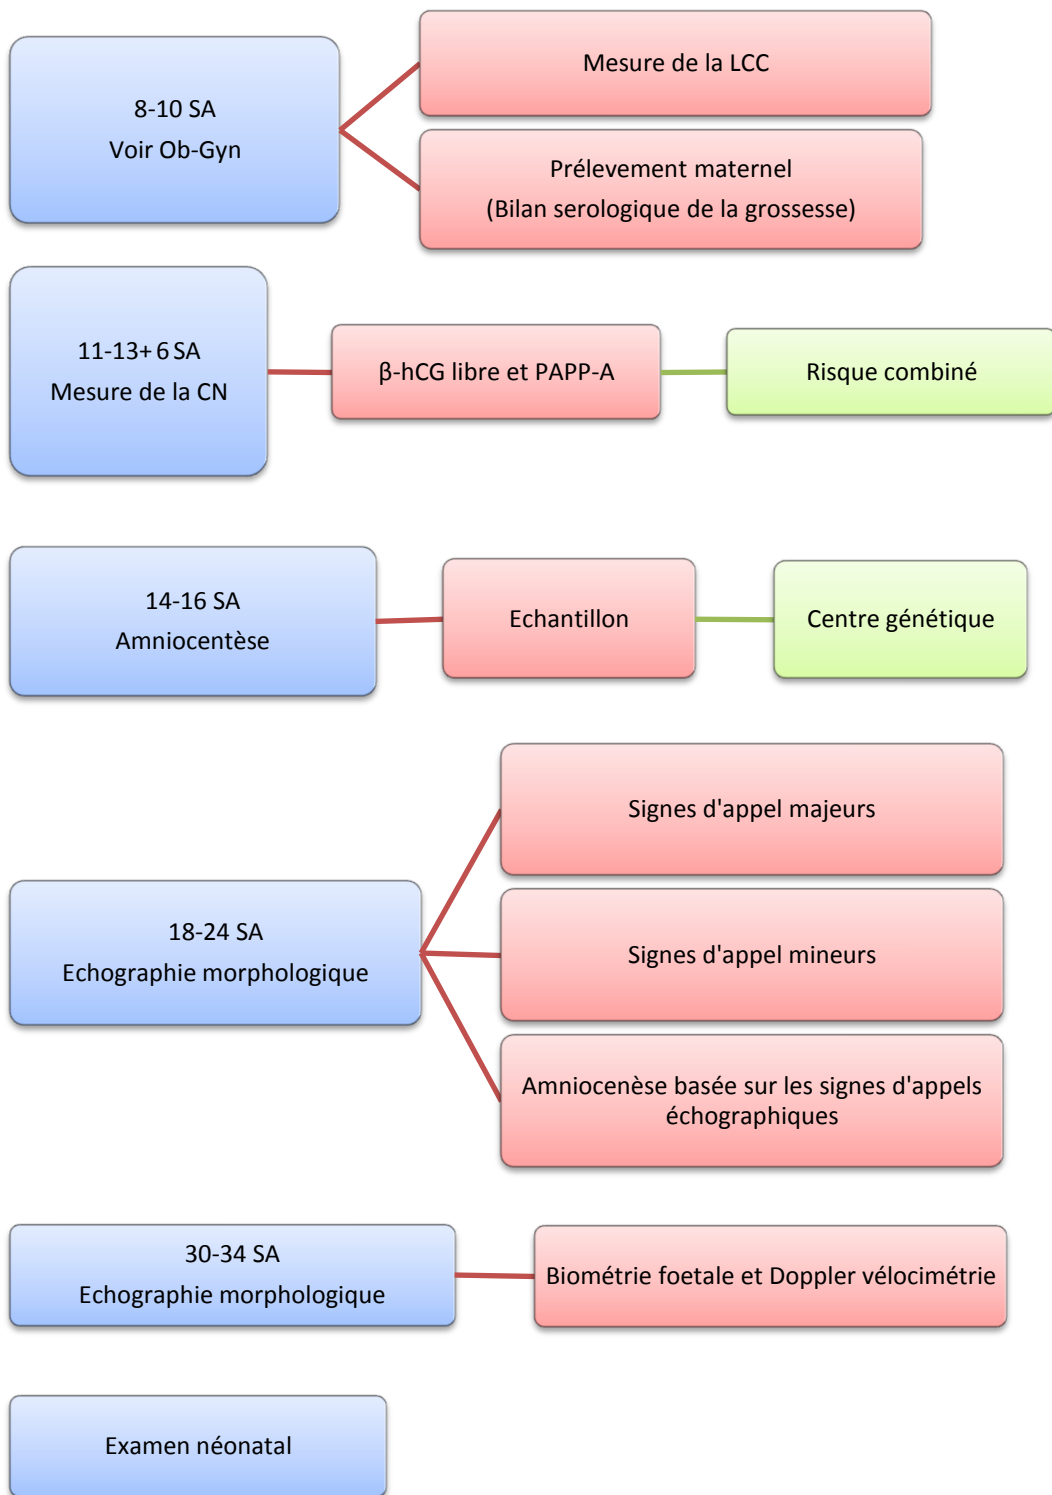 8-10 SA
Voir Ob-Gyn
Mesure de la LCC
Prélevement maternel
(Bilan serologique de la grossesse)
11-13+ 6 SA
Mesure de la CN
β-hCG libre et PAPP-A
Risque combiné
14-16 SA
Amniocentèse
Echantillon
Centre génétique
18-24 SA
Echographie morphologique
Signes d'appel majeurs
Signes d'appel mineurs
Amniocenèse basée sur les signes d'appels
échographiques
30-34 SA
Echographie morphologique
Biométrie foetale et Doppler vélocimétrie
Examen néonatal